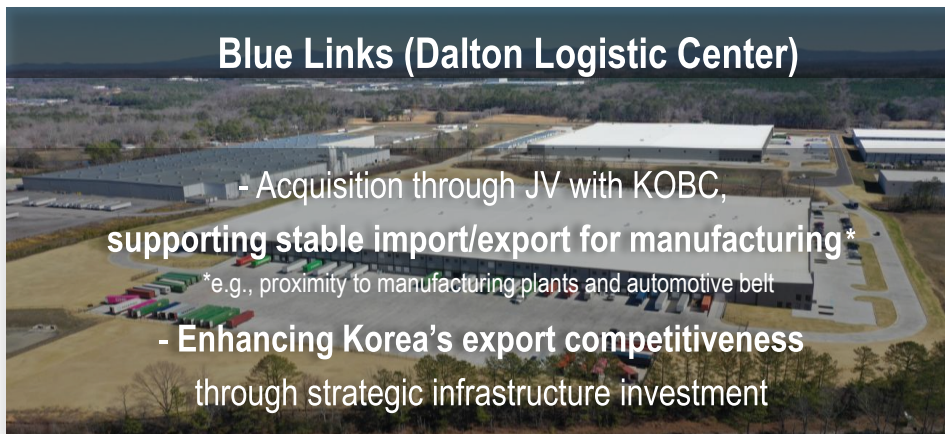 Blue Links (Dalton Logistic Center)
- Acquisition through JV with KOBC,
supporting stable import/export for manufacturing*
*e.g., proximity to manufacturing plants and automotive belt
- Enhancing Korea’s export competitiveness
through strategic infrastructure investment